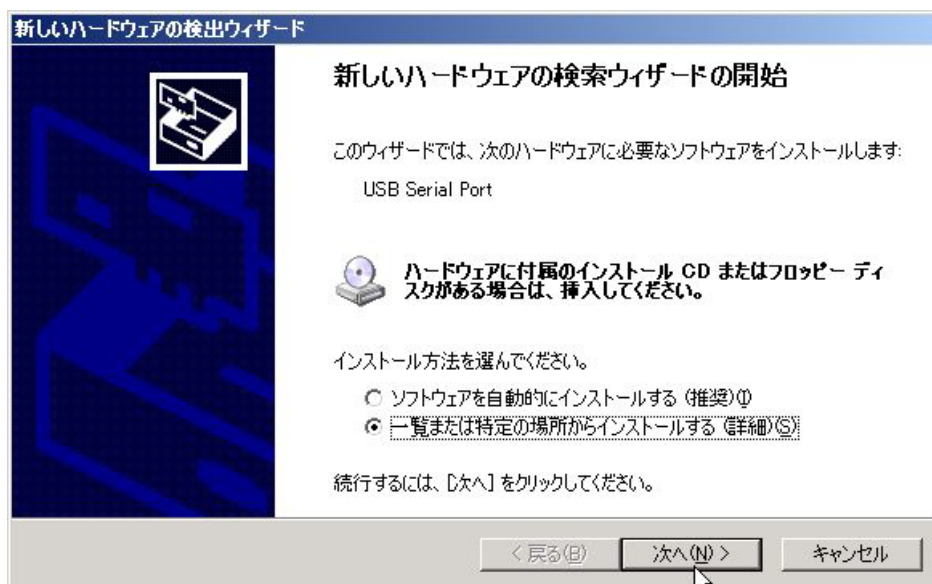 新しいハードウェアの検出ウィザード
新しいハードウェアの検索ウィザードの開始
このウィザードでは、次のハードウェアに必要なソフトウェアをインストールします:
USB Serial Port
ハードウェアに付属のインストール CD またはフロッピー ディ
スクがある場合は、挿入してください。
インストール方法を選んでください。
ソフトウェアを自動的にインストールする (推奨)(I)
一覧または特定の場所からインストールする (詳細)(S)
続行するには、[次へ] をクリックしてください。
< 戻る(B)
次へ(N) >
キャンセル